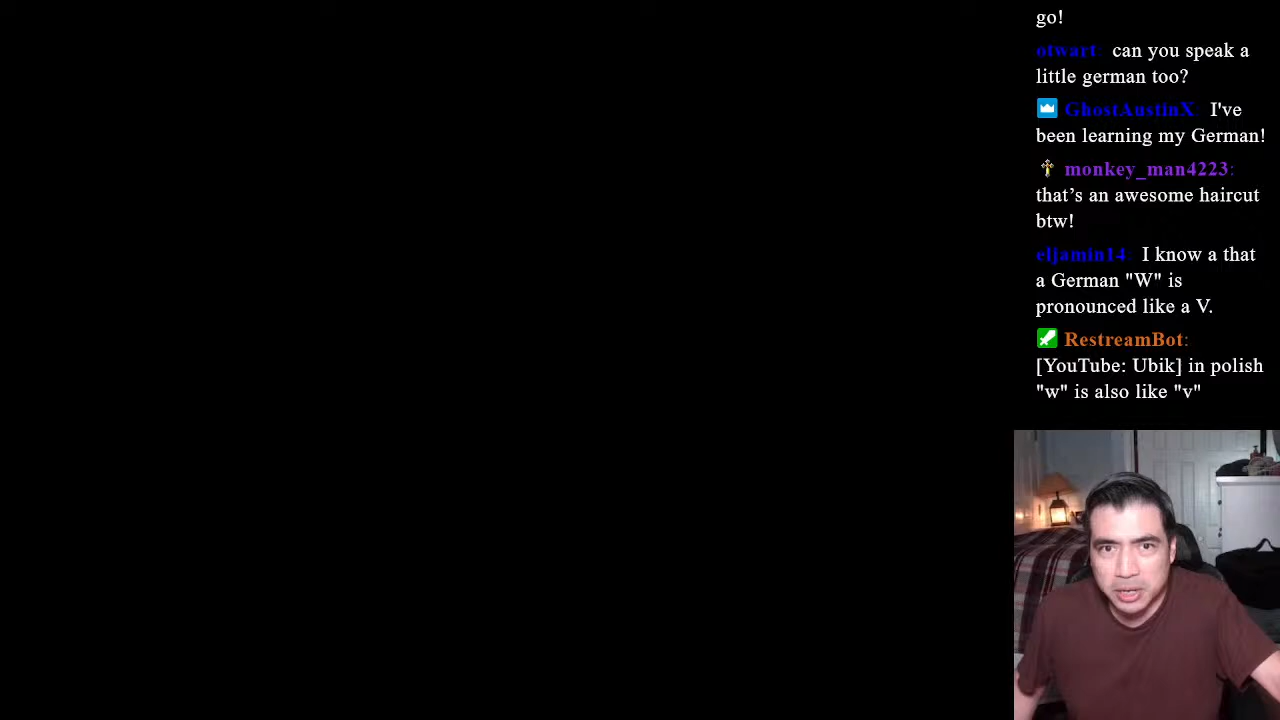 go!
otwart: can you speak a
little german too?
GhostAustinX: I've
been learning my German!
monkey_man4223:
that’s an awesome haircut
btw!
eljamin14: I know a that
a German "W" is
pronounced like a V.
RestreamBot:
[YouTube: Ubik] in polish
"w" is also like "v"